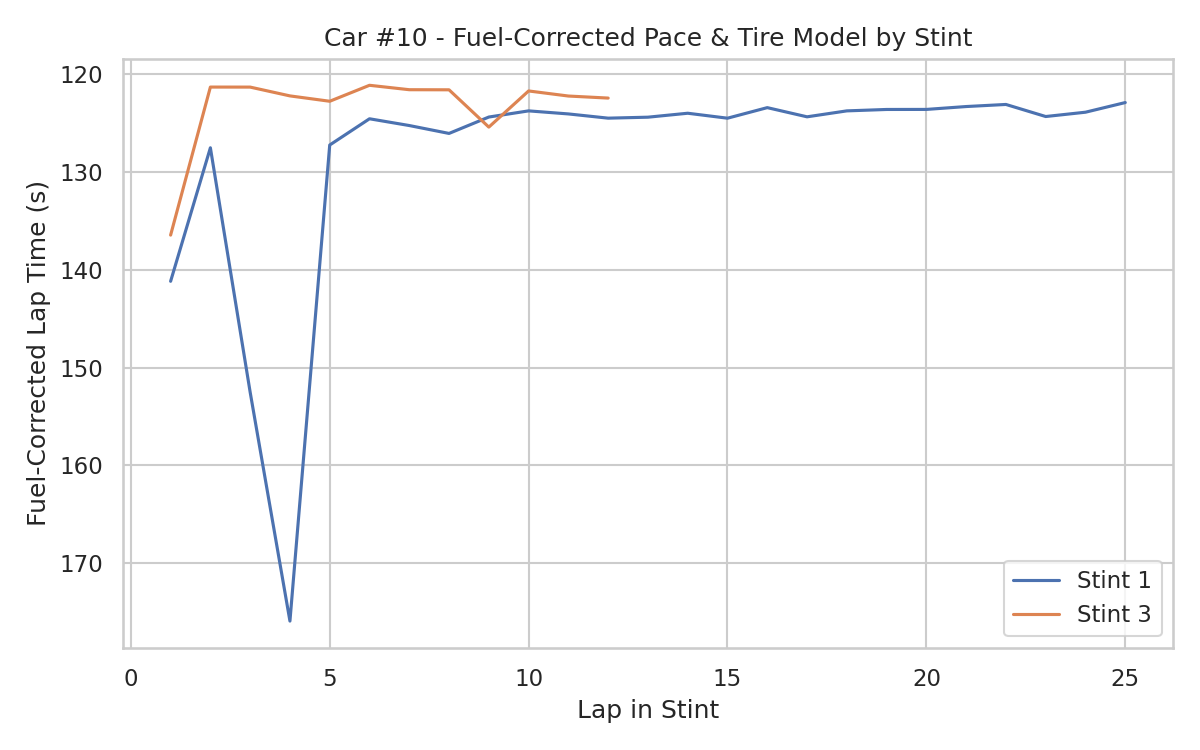 Car #10 - Fuel-Corrected Pace & Tire Model by Stint
Fuel-Corrected Lap Time (s)
120
130
140
150
160
170
0
5
10
15
20
25
Lap in Stint
Stint 1
Stint 3